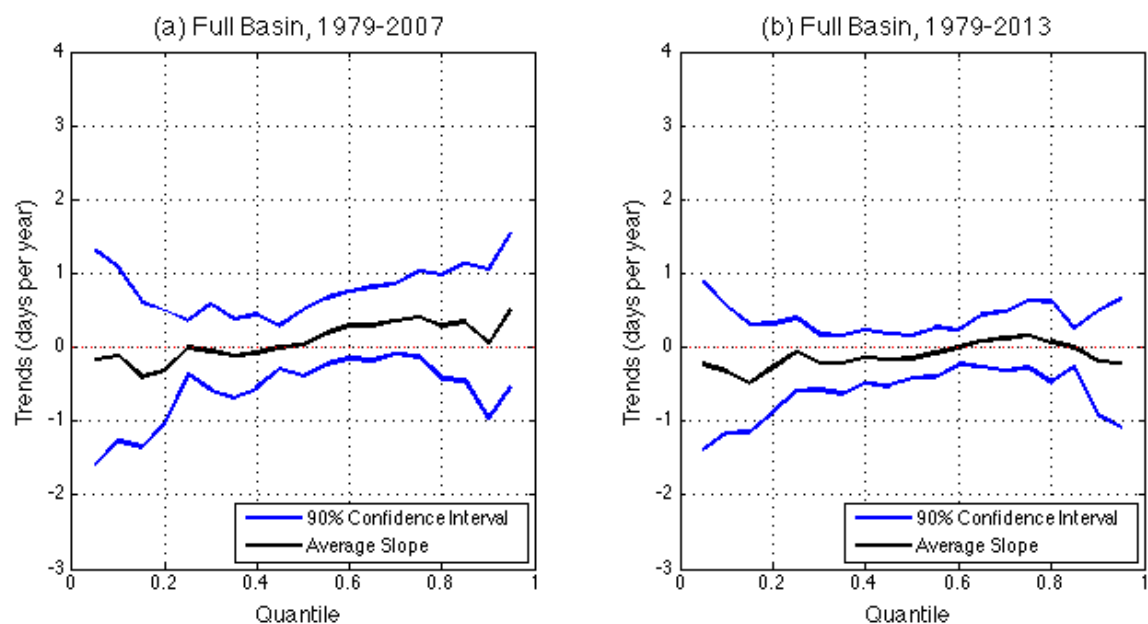 (a) Full Basin, 1979-2007
4
3
2
1
0
-1
-2
-3
Trends (days per year)
90% Confidence Interval
Average Slope
0
0.2
0.4
0.6
0.8
1
Quantile
(b) Full Basin, 1979-2013
4
3
2
1
0
-1
-2
-3
Trends (days per year)
90% Confidence Interval
Average Slope
0
0.2
0.4
0.6
0.8
1
Quantile